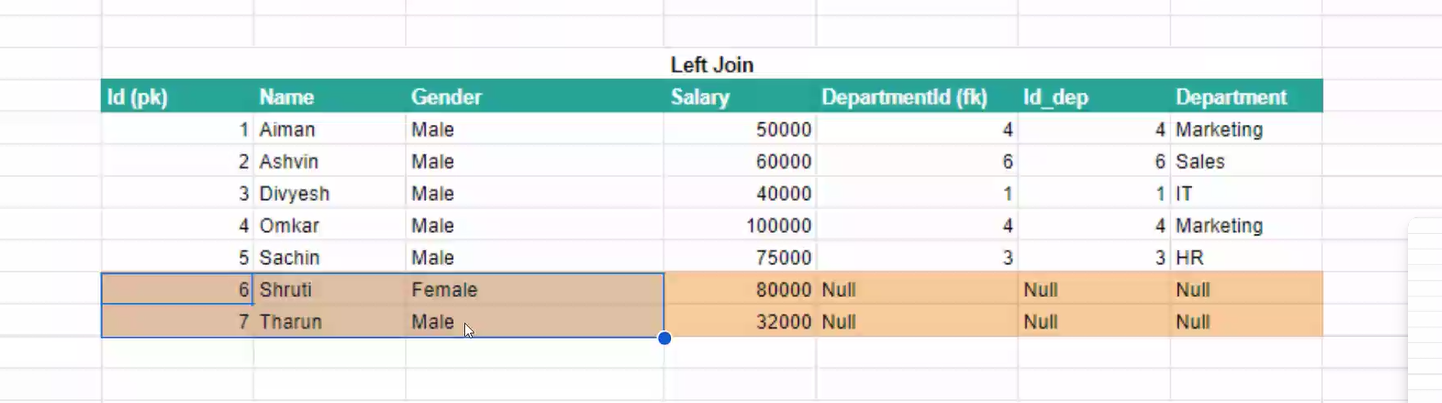 Left Join
Id (pk) Name Gender Salary DepartmentId (fk) Id_dep Department
1 Aiman Male 50000 4 4 Marketing
2 Ashvin Male 60000 6 6 Sales
3 Divyesh Male 40000 1 1 IT
4 Omkar Male 100000 4 4 Marketing
5 Sachin Male 75000 3 3 HR
6 Shruti Female 80000 Null Null Null
7 Tharun Male 32000 Null Null Null